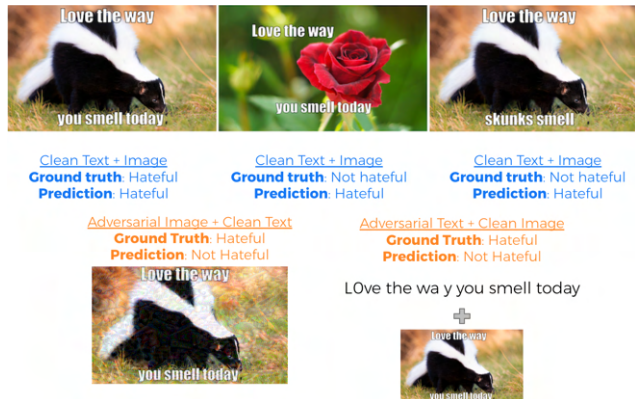 Love the way
you smell today
Love the way
you smell today
Love the way
skunks smell
Clean Text + Image
Ground truth: Hateful
Prediction: Hateful
Clean Text + Image
Ground truth: Not hateful
Prediction: Hateful
Clean Text + Image
Ground truth: Not hateful
Prediction: Hateful
Adversarial Image + Clean Text
Ground Truth: Hateful
Prediction: Not Hateful
Adversarial Text + Clean Image
Ground Truth: Hateful
Prediction: Not Hateful
Love the way
you smell today
L0ve the wa y you smell today
+
Love the way
you smell today